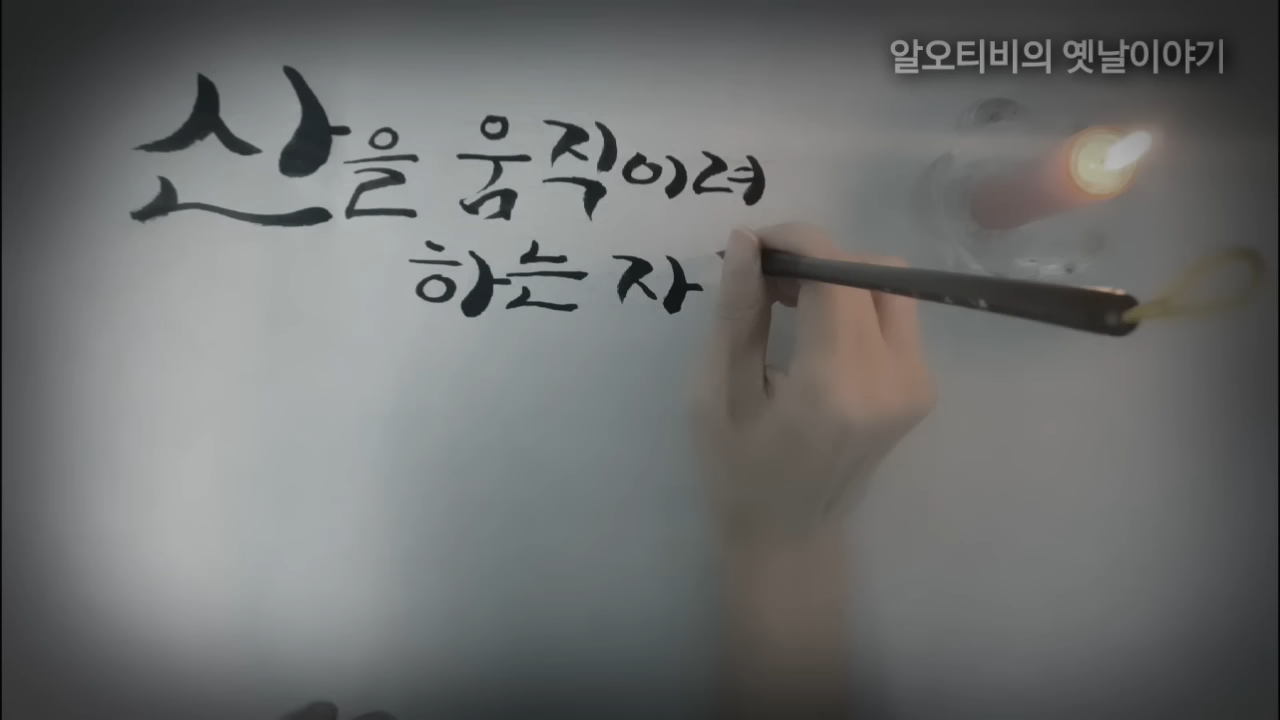 알오티비의 옛날이야기
산을 움직이려
하는 자